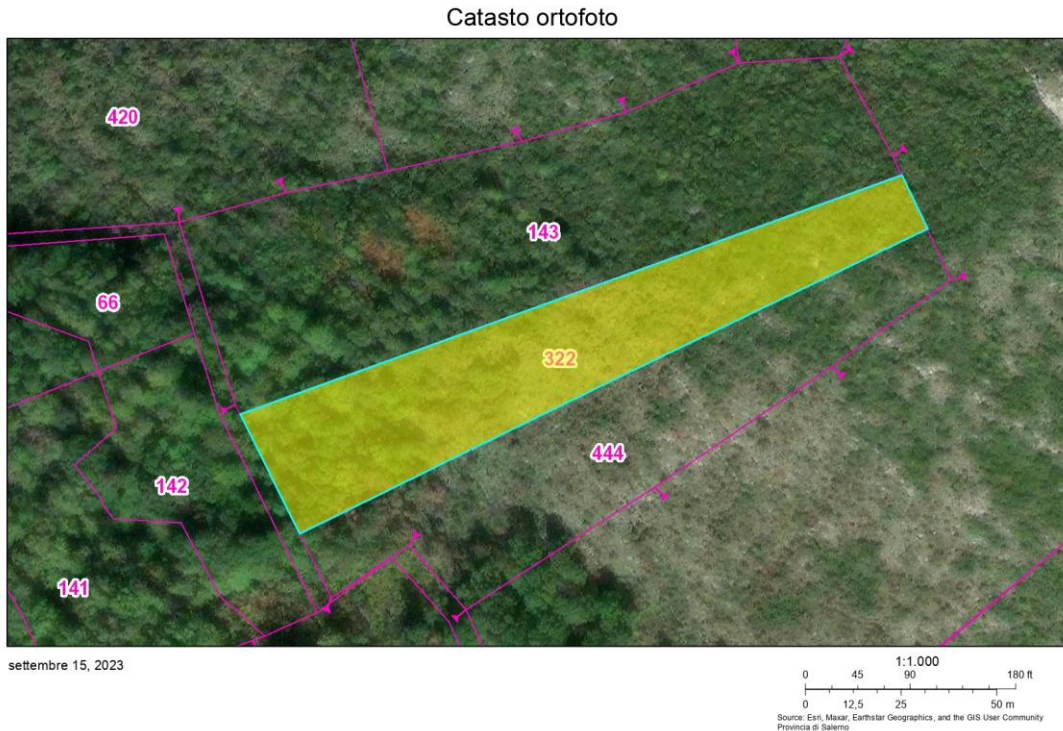 Catasto ortofoto
420
143
66
322
444
142
141
settembre 15, 2023
1:1.000
0 45 90 180 ft
0 12,5 25 50 m
Source: Esri, Maxar, Earthstar Geographics, and the GIS User Community
Provincia di Salerno